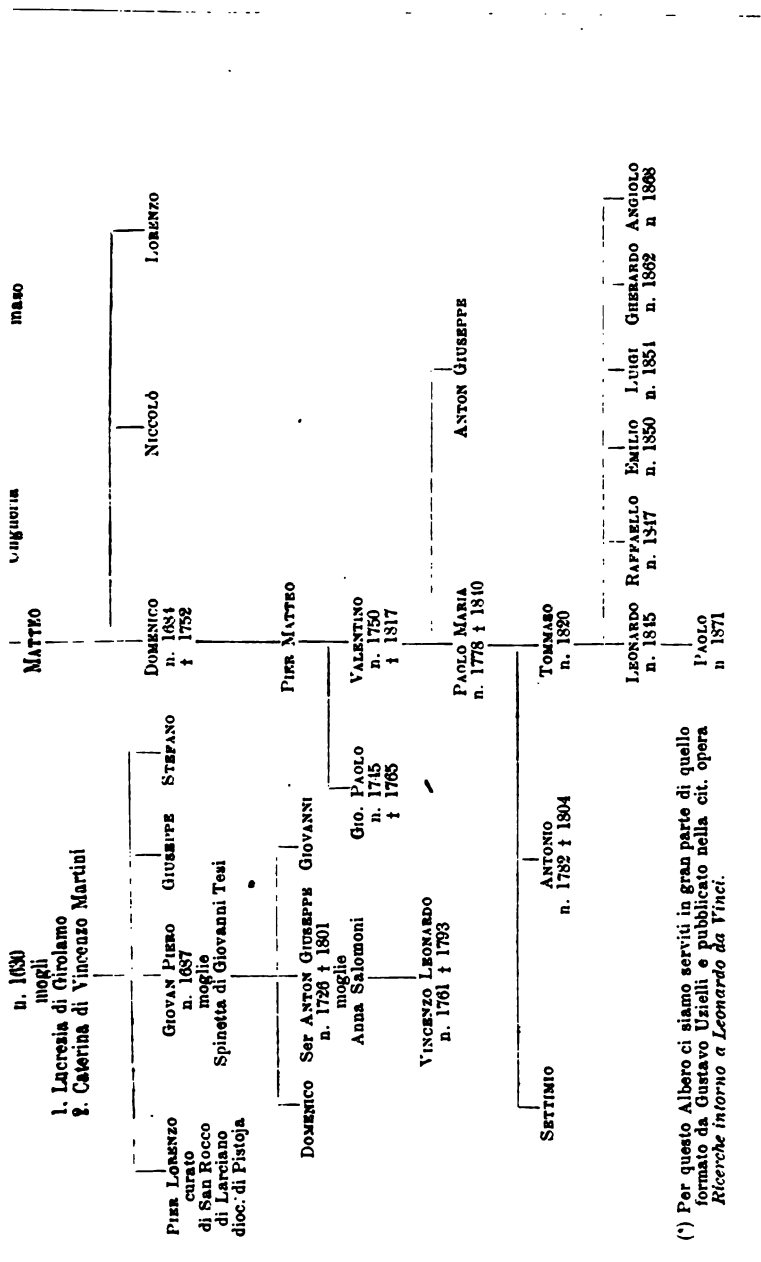 n. 1630
mogli
1. Lucresia di Girolamo
2. Caterina di Vincenzo Martini
maso
MATTEO
PIER LORENZO
curato
di San Rocco
di Larciano
dioc. di Pistoja
GIOVAN PIERO
n. 1687
moglie
Spinetta di Giovanni Tesi
GIUSEPPE
STEFANO
DOMENICO
n. 1684
† 1752
NICCOLÒ
LORENZO
DOMENICO
Ser ANTON GIUSEPPE
n. 1726 † 1801
moglie
Anna Salomoni
GIOVANNI
PIER MATTEO
GIO. PAOLO
n. 1745
† 1765
VALENTINO
n. 1750
† 1817
VINCENZO LEONARDO
n. 1761 † 1793
PAOLO MARIA
n. 1778 † 1840
ANTON GIUSEPPE
SETTIMIO
ANTONIO
n. 1782 † 1804
TOMMASO
n. 1820
LEONARDO
n. 1845
RAFFAELLO
n. 1847
EMILIO
n. 1850
LUIGI
n. 1851
GHERARDO
n. 1862
ANGIOLO
n 1868
PAOLO
n 1871
(*) Per questo Albero ci siamo serviti in gran parte di quello
formato da Gustavo Uzielli e pubblicato nella cit. opera
Ricerche intorno a Leonardo da Vinci.